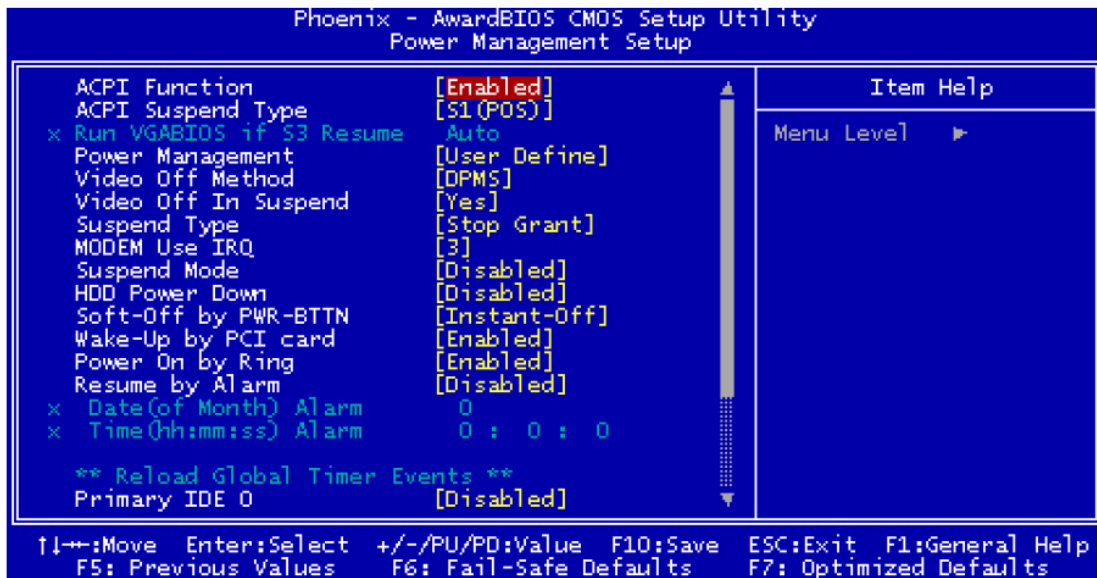 Phoenix - AwardBIOS CMOS Setup Utility
Power Management Setup
ACPI Function [Enabled]
ACPI Suspend Type [S1(POS)]
x Run VGABIOS if S3 Resume Auto
Power Management [User Define]
Video Off Method [DPMS]
Video Off In Suspend [Yes]
Suspend Type [Stop Grant]
MODEM Use IRQ [3]
Suspend Mode [Disabled]
HDD Power Down [Disabled]
Soft-Off by PWR-BTTN [Instant-Off]
Wake-Up by PCI card [Enabled]
Power On by Ring [Enabled]
Resume by Alarm [Disabled]
x Date(of Month) Alarm 0
x Time(hh:mm:ss) Alarm 0 : 0 : 0
** Reload Global Timer Events **
Primary IDE 0 [Disabled]
Item Help
Menu Level ►
↑↓→←:Move Enter:Select +/-/PU/PD:Value F10:Save ESC:Exit F1:General Help
F5: Previous Values F6: Fail-Safe Defaults F7: Optimized Defaults